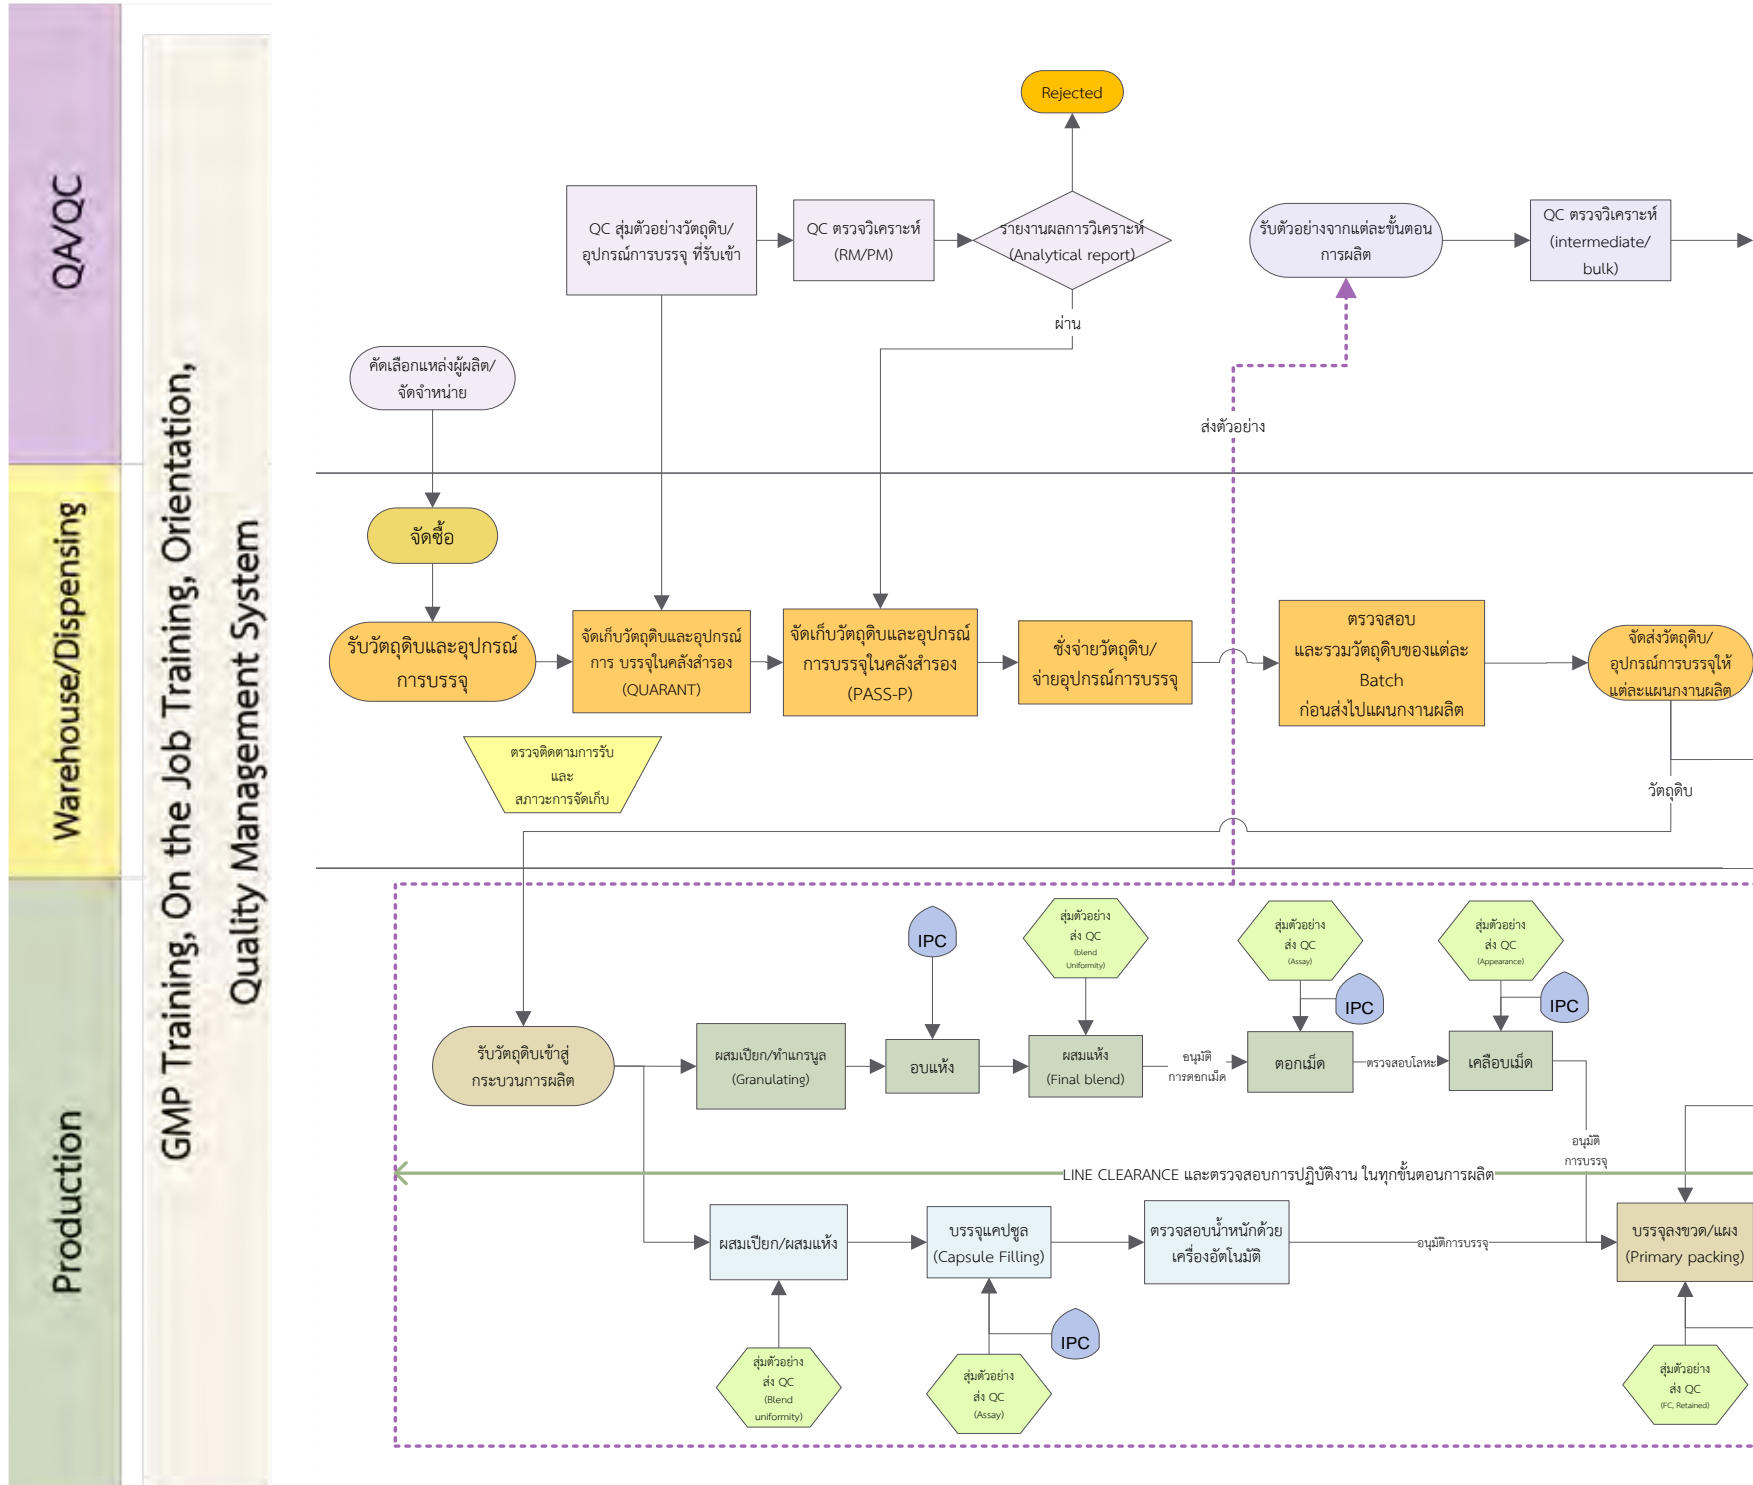 QA/QC
Warehouse/Dispensing
Production
GMP Training, On the Job Training, Orientation,
Quality Management System
Rejected
QC สุ่มตัวอย่างวัตถุดิบ/
อุปกรณ์การบรรจุ ที่รับเข้า
QC ตรวจวิเคราะห์
(RM/PM)
รายงานผลการวิเคราะห์
(Analytical report)
รับตัวอย่างจากแต่ละขั้นตอน
การผลิต
QC ตรวจวิเคราะห์
(intermediate/
bulk)
ผ่าน
คัดเลือกแหล่งผู้ผลิต/
จัดจำหน่าย
ส่งตัวอย่าง
จัดซื้อ
รับวัตถุดิบและอุปกรณ์
การบรรจุ
จัดเก็บวัตถุดิบและอุปกรณ์
การ บรรจุในคลังสำรอง
(QUARANT)
จัดเก็บวัตถุดิบและอุปกรณ์
การบรรจุในคลังสำรอง
(PASS-P)
ชั่งจ่ายวัตถุดิบ/
จ่ายอุปกรณ์การบรรจุ
ตรวจสอบ
และรวมวัตถุดิบของแต่ละ
Batch
ก่อนส่งไปแผนกงานผลิต
จัดส่งวัตถุดิบ/
อุปกรณ์การบรรจุให้
แต่ละแผนกงานผลิต
ตรวจติดตามการรับ
และ
สภาวะการจัดเก็บ
วัตถุดิบ
IPC
สุ่มตัวอย่าง
ส่ง QC
(blend
Uniformity)
สุ่มตัวอย่าง
ส่ง QC
(Assay)
IPC
สุ่มตัวอย่าง
ส่ง QC
(Appearance)
IPC
รับวัตถุดิบเข้าสู่
กระบวนการผลิต
ผสมเปียก/ทำแกรนูล
(Granulating)
อบแห้ง
ผสมแห้ง
(Final blend)
อนุมัติ
การตอกเม็ด
ตอกเม็ด
ตรวจสอบโลหะ
เคลือบเม็ด
อนุมัติ
การบรรจุ
LINE CLEARANCE และตรวจสอบการปฏิบัติงาน ในทุกขั้นตอนการผลิต
ผสมเปียก/ผสมแห้ง
บรรจุแคปซูล
(Capsule Filling)
ตรวจสอบน้ำหนักด้วย
เครื่องอัตโนมัติ
อนุมัติการบรรจุ
บรรจุลงขวด/แผง
(Primary packing)
สุ่มตัวอย่าง
ส่ง QC
(Blend
uniformity)
สุ่มตัวอย่าง
ส่ง QC
(Assay)
IPC
สุ่มตัวอย่าง
ส่ง QC
(FC, Retained)